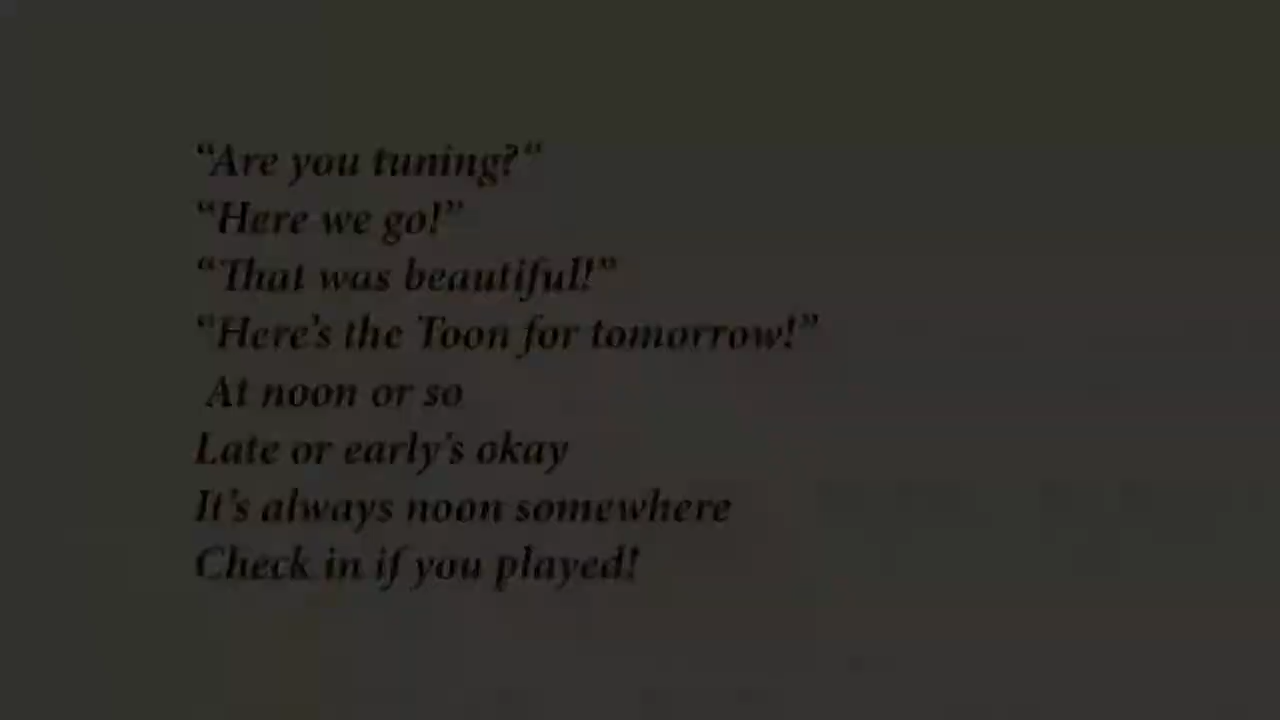 “Are you tuning?“
“Here we go!”
“That was beautiful!”
“Here’s the Toon for tomorrow!”
At noon or so
Late or early’s okay
It’s always noon somewhere
Check in if you played!